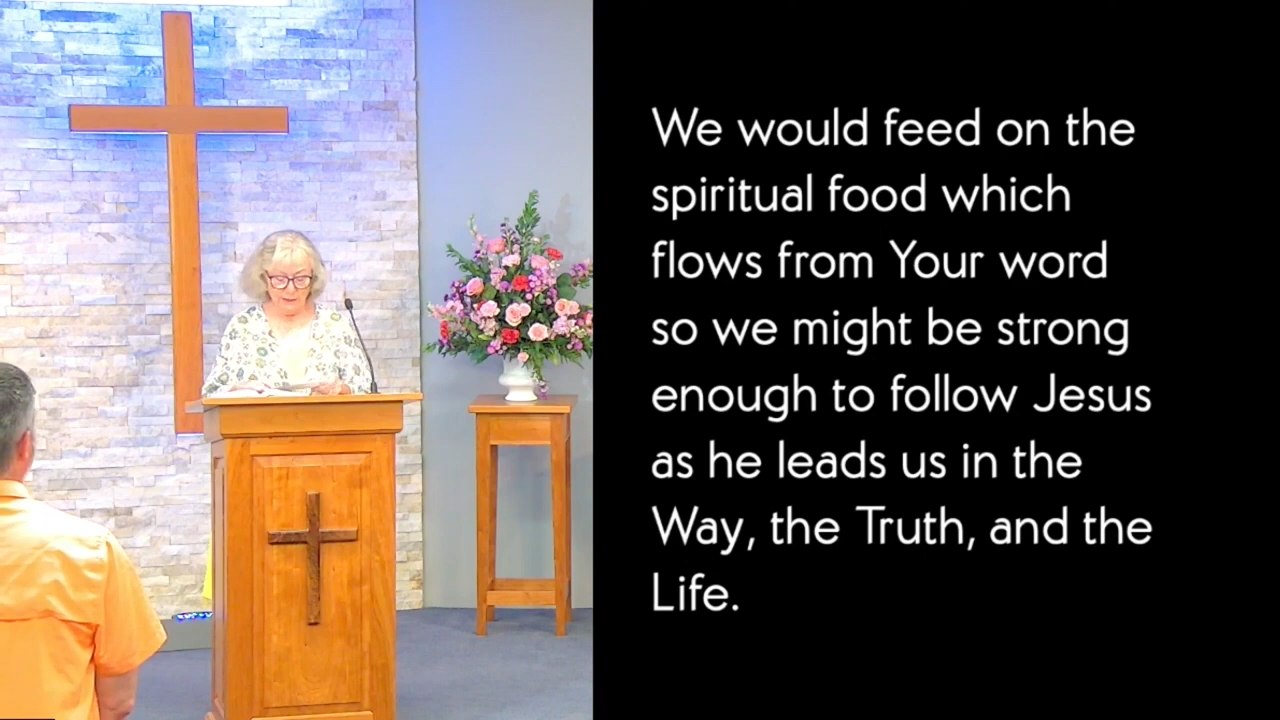 We would feed on the
spiritual food which
flows from Your word
so we might be strong
enough to follow Jesus
as he leads us in the
Way, the Truth, and the
Life.